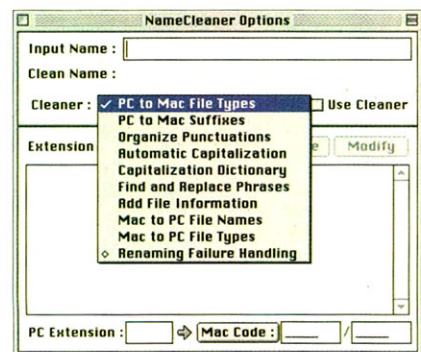 NameCleaner Options
Input Name :
Clean Name :
Cleaner : ✓ PC to Mac File Types Use Cleaner
PC to Mac Suffixes
Organize Punctuations
Extension Modify
Automatic Capitalization
Capitalization Dictionary
Find and Replace Phrases
Add File Information
Mac to PC File Names
Mac to PC File Types
◇ Renaming Failure Handling
PC Extension : Mac Code : /